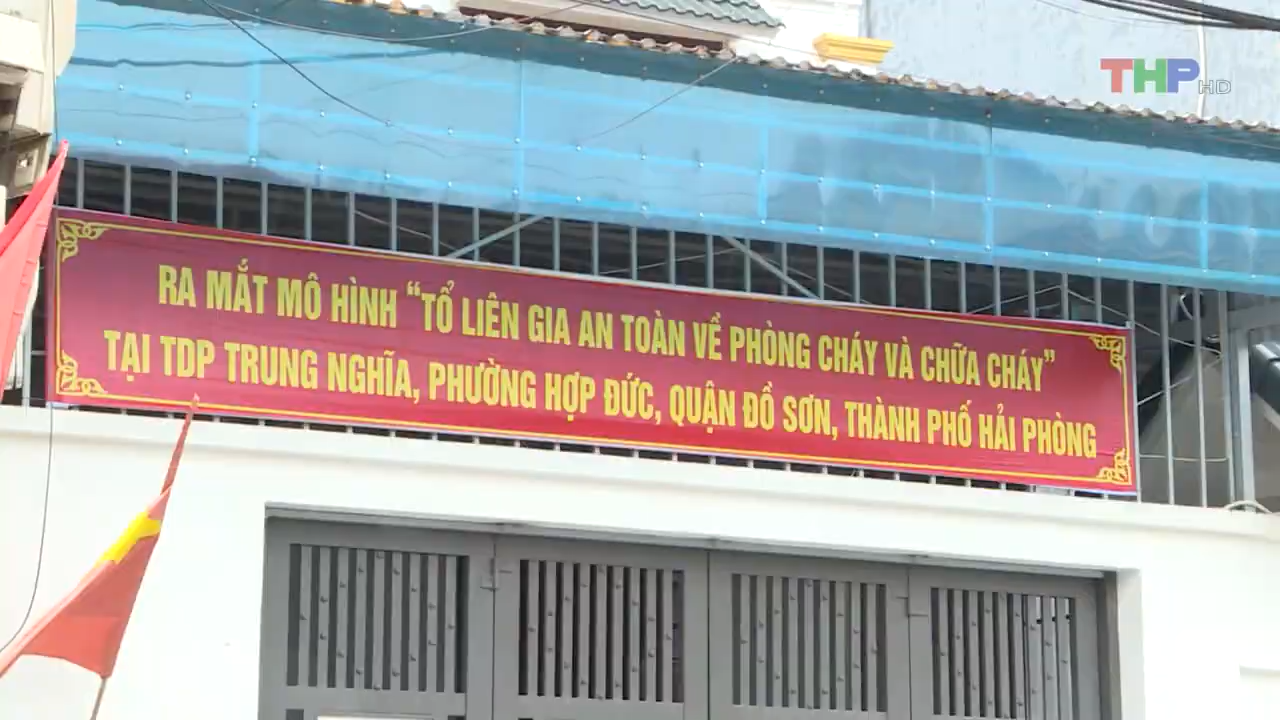 THP HD
RA MẮT MÔ HÌNH “TỔ LIÊN GIA AN TOÀN VỀ PHÒNG CHÁY VÀ CHỮA CHÁY”
TẠI TDP TRUNG NGHĨA, PHƯỜNG HỢP ĐỨC, QUẬN ĐỒ SƠN, THÀNH PHỐ HẢI PHÒNG